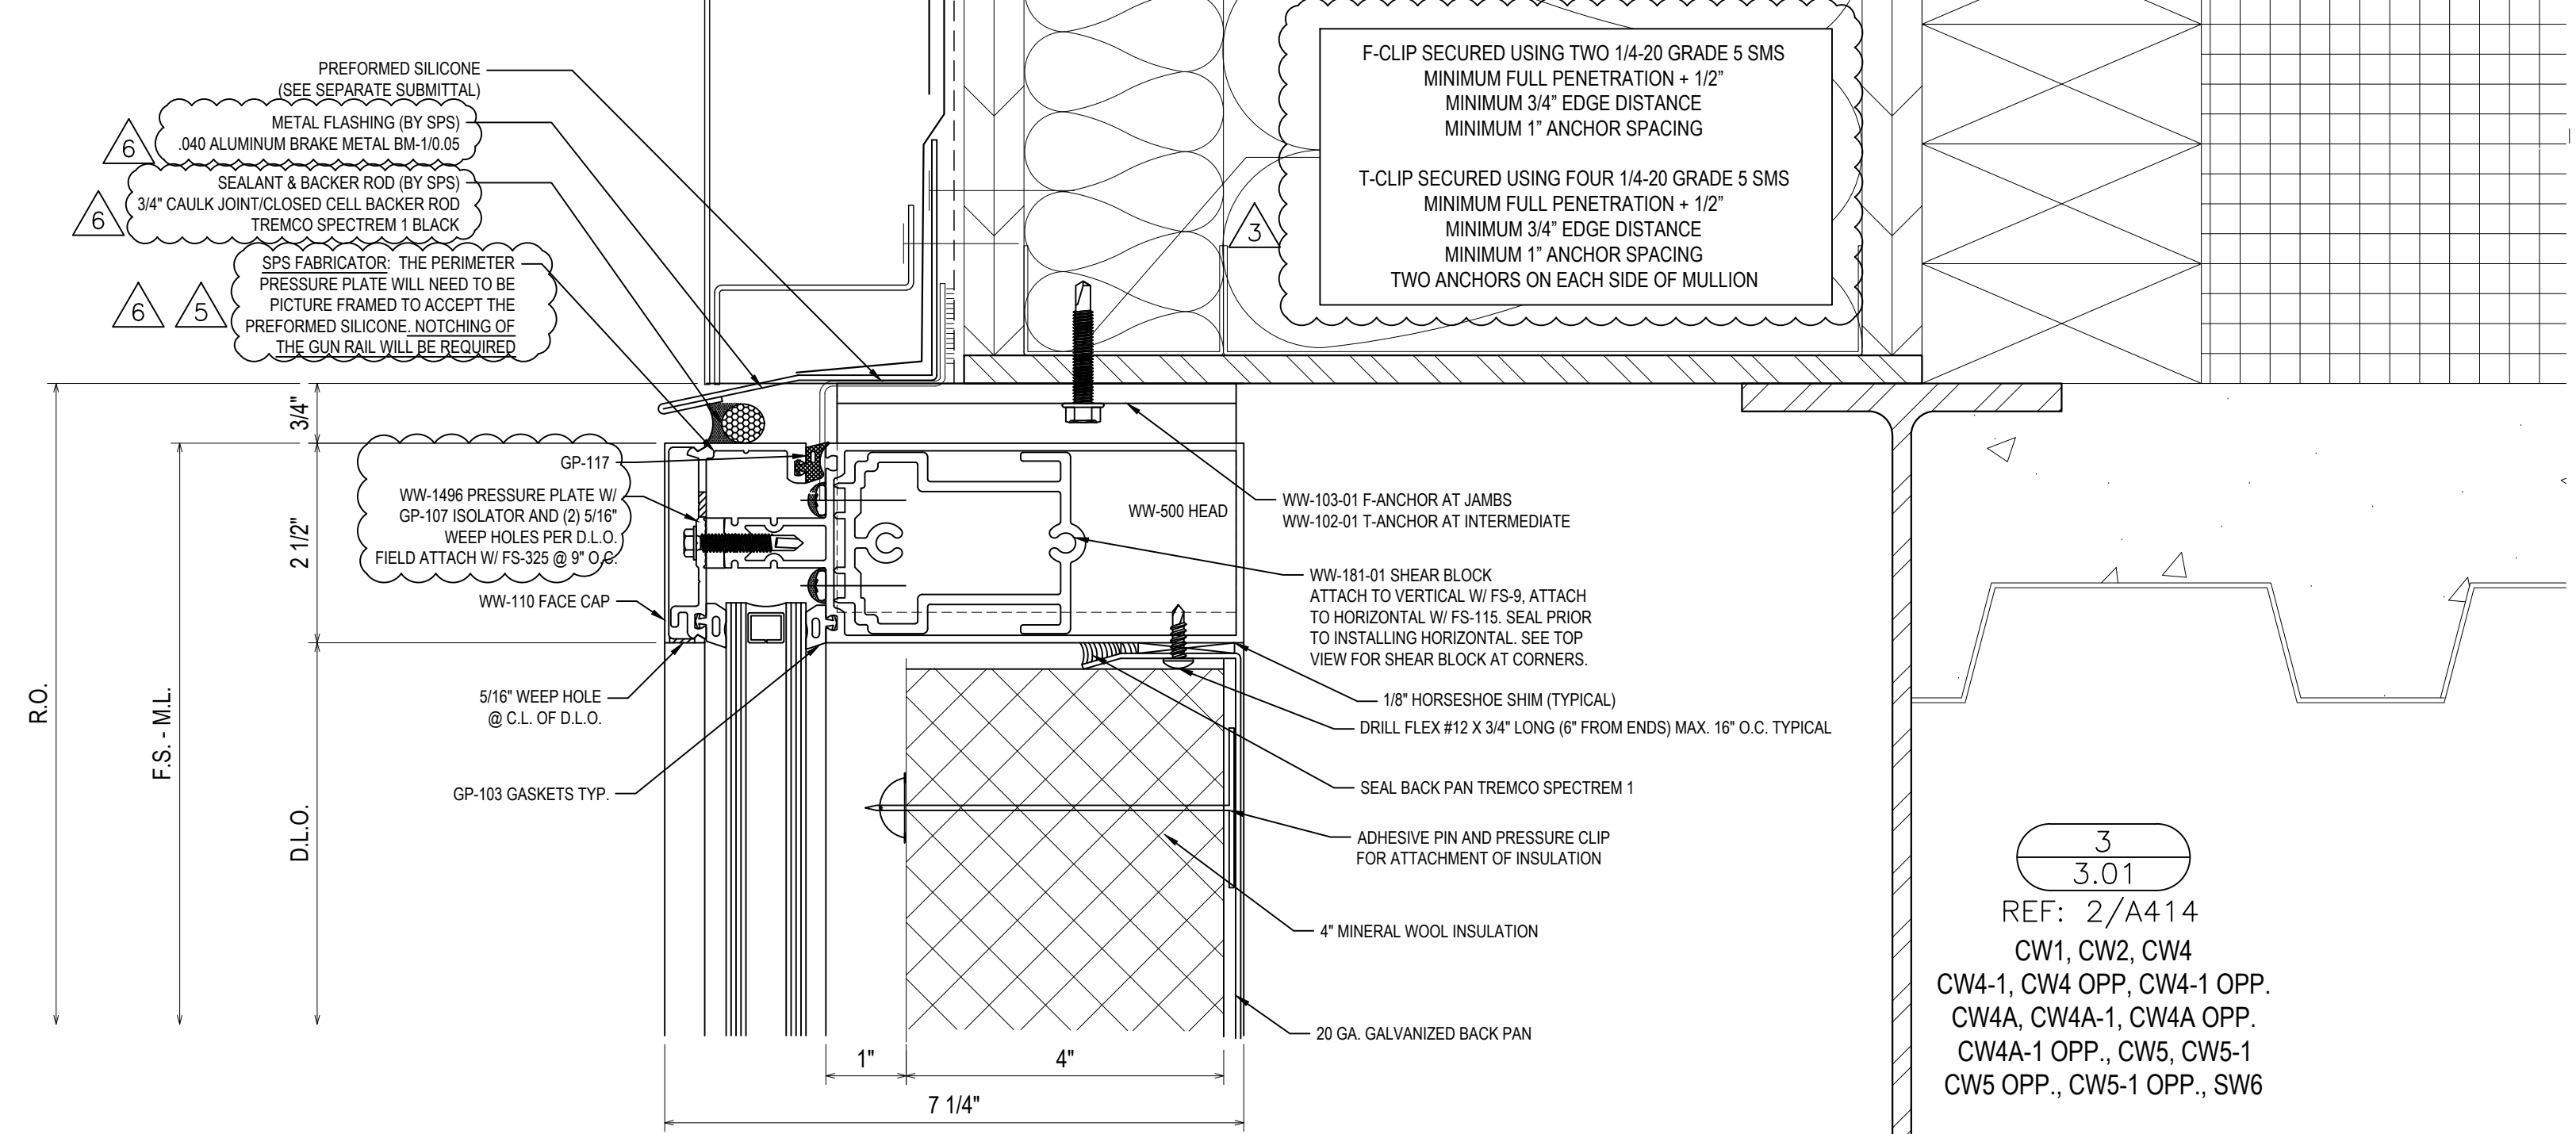 PREFORMED SILICONE
(SEE SEPARATE SUBMITTAL)
METAL FLASHING (BY SPS)
.040 ALUMINUM BRAKE METAL BM-1/0.05
6
SEALANT & BACKER ROD (BY SPS)
3/4" CAULK JOINT/CLOSED CELL BACKER ROD
TREMCO SPECTREM 1 BLACK
6
SPS FABRICATOR: THE PERIMETER
PRESSURE PLATE WILL NEED TO BE
PICTURE FRAMED TO ACCEPT THE
PREFORMED SILICONE. NOTCHING OF
THE GUN RAIL WILL BE REQUIRED
6
5
F-CLIP SECURED USING TWO 1/4-20 GRADE 5 SMS
MINIMUM FULL PENETRATION + 1/2”
MINIMUM 3/4” EDGE DISTANCE
MINIMUM 1” ANCHOR SPACING
T-CLIP SECURED USING FOUR 1/4-20 GRADE 5 SMS
MINIMUM FULL PENETRATION + 1/2”
MINIMUM 3/4” EDGE DISTANCE
MINIMUM 1” ANCHOR SPACING
TWO ANCHORS ON EACH SIDE OF MULLION
3
3/4"
2 1/2"
D.L.O.
F.S. - M.L.
R.O.
GP-117
WW-1496 PRESSURE PLATE W/
GP-107 ISOLATOR AND (2) 5/16"
WEEP HOLES PER D.L.O.
FIELD ATTACH W/ FS-325 @ 9" O.C.
WW-110 FACE CAP
5/16" WEEP HOLE
@ C.L. OF D.L.O.
GP-103 GASKETS TYP.
WW-500 HEAD
WW-103-01 F-ANCHOR AT JAMBS
WW-102-01 T-ANCHOR AT INTERMEDIATE
WW-181-01 SHEAR BLOCK
ATTACH TO VERTICAL W/ FS-9, ATTACH
TO HORIZONTAL W/ FS-115. SEAL PRIOR
TO INSTALLING HORIZONTAL. SEE TOP
VIEW FOR SHEAR BLOCK AT CORNERS.
1/8" HORSESHOE SHIM (TYPICAL)
DRILL FLEX #12 X 3/4" LONG (6" FROM ENDS) MAX. 16" O.C. TYPICAL
SEAL BACK PAN TREMCO SPECTREM 1
ADHESIVE PIN AND PRESSURE CLIP
FOR ATTACHMENT OF INSULATION
4" MINERAL WOOL INSULATION
20 GA. GALVANIZED BACK PAN
1"
4"
7 1/4"
3
3.01
REF: 2/A414
CW1, CW2, CW4
CW4-1, CW4 OPP, CW4-1 OPP.
CW4A, CW4A-1, CW4A OPP.
CW4A-1 OPP., CW5, CW5-1
CW5 OPP., CW5-1 OPP., SW6